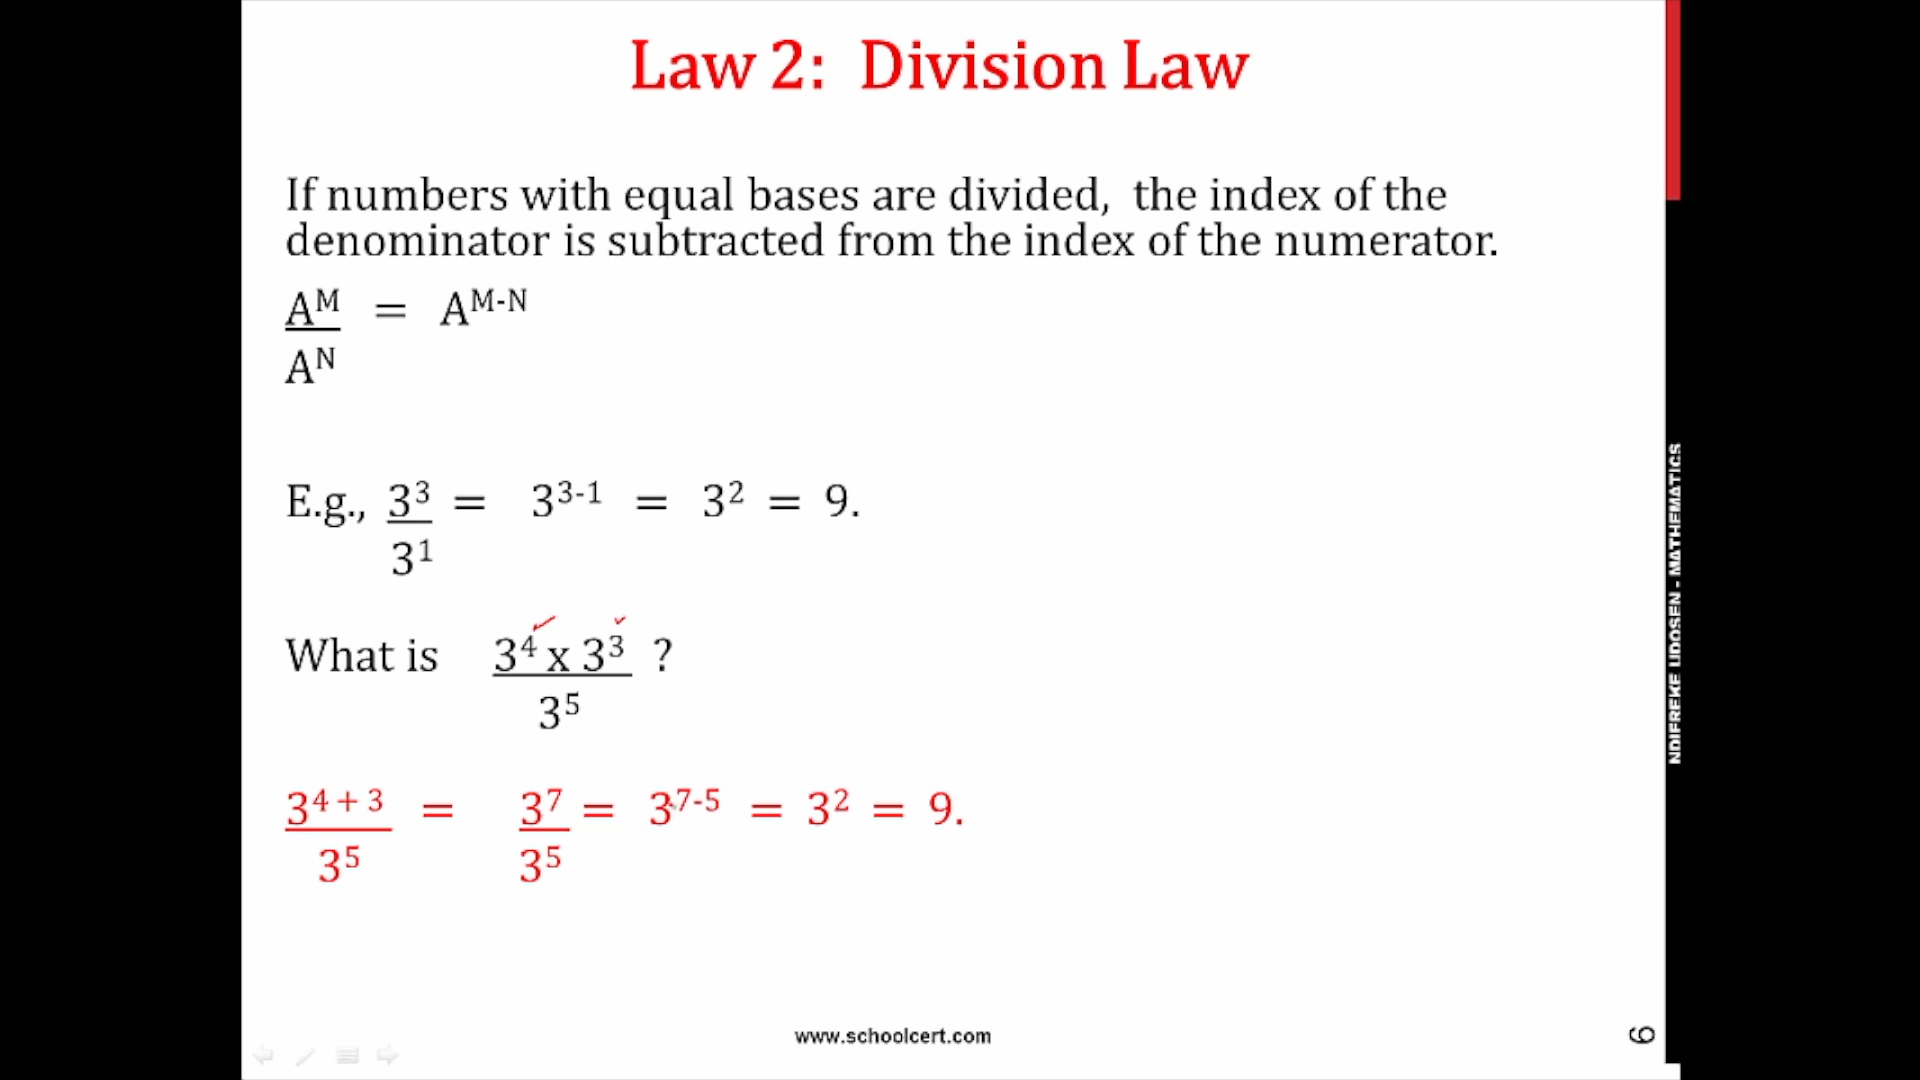 Law 2: Division Law
If numbers with equal bases are divided, the index of the
denominator is subtracted from the index of the numerator.
Aᴹ = Aᴹ⁻ᴺ
Aᴺ
E.g., 3³ = 3³⁻¹ = 3² = 9.
3¹
What is 3⁴ x 3³ ?
3⁵
3⁴⁺³ = 3⁷ = 3⁷⁻⁵ = 3² = 9.
3⁵ 3⁵
NDIFREKE UDOSEN - MATHEMATICS
www.schoolcert.com
6